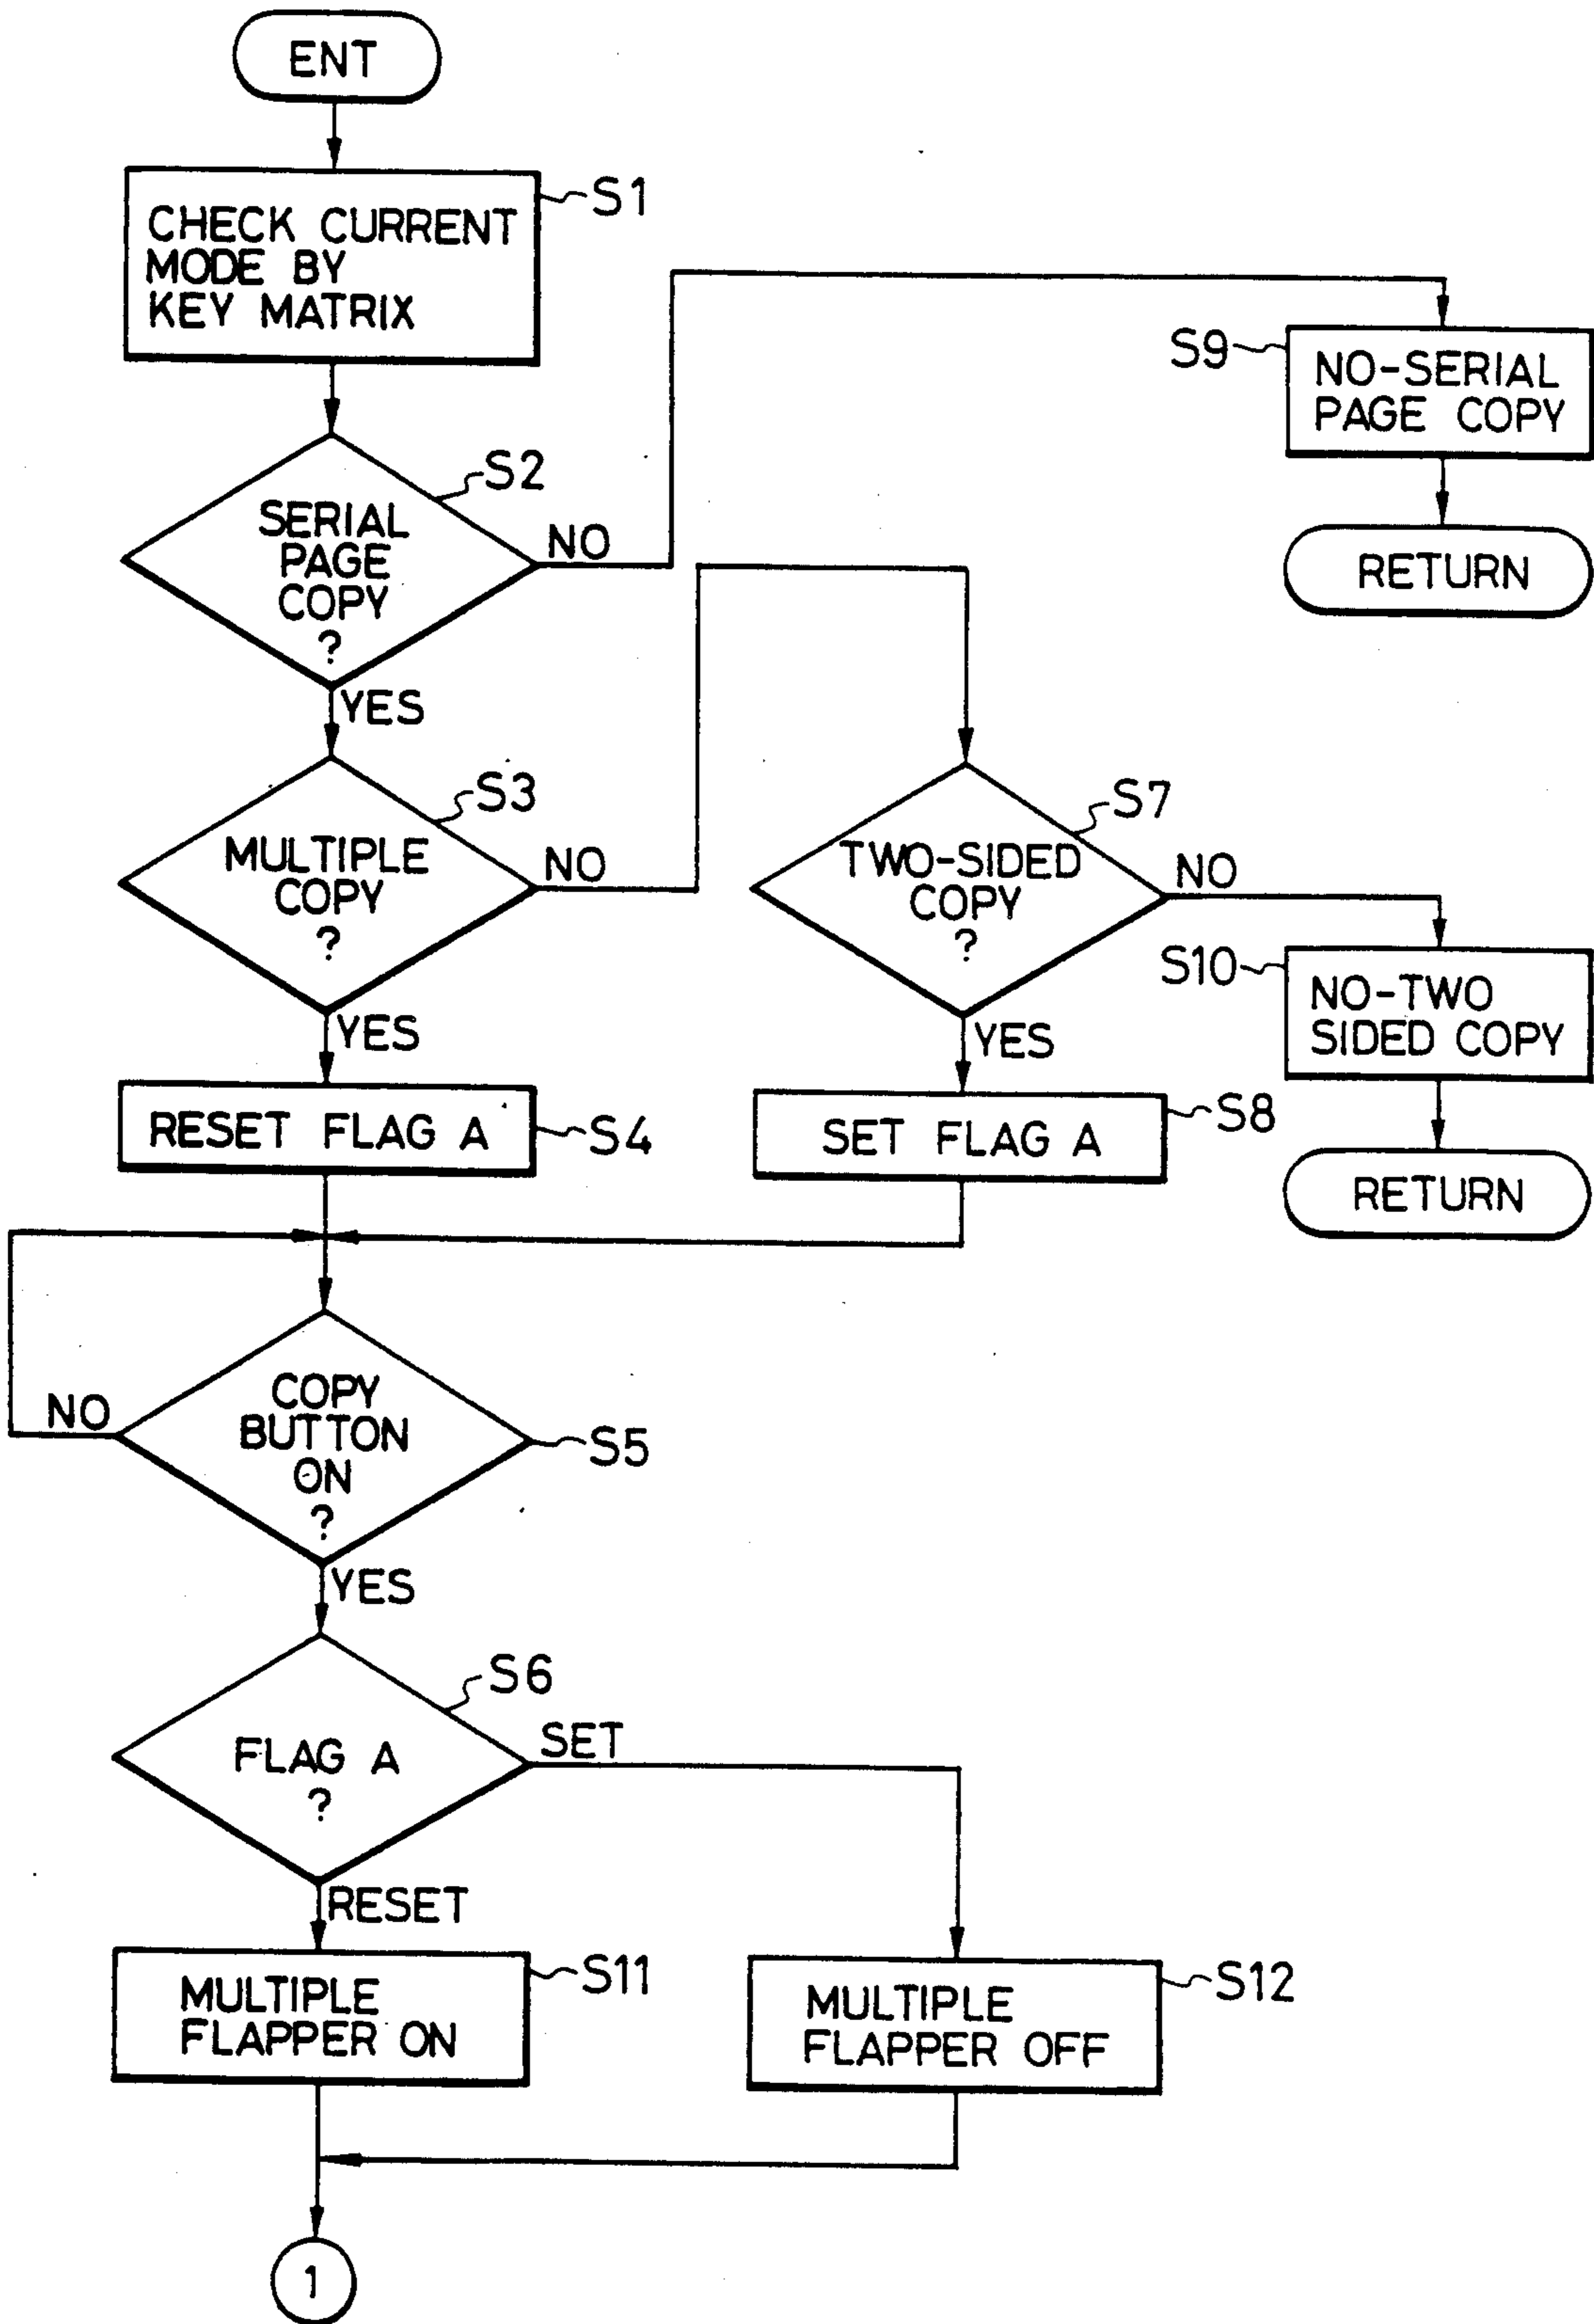 ENT
S1
CHECK CURRENT
MODE BY
KEY MATRIX
S9
NO-SERIAL
PAGE COPY
S2
SERIAL
PAGE
COPY
?
NO
RETURN
YES
S3
MULTIPLE
COPY
?
NO
S7
TWO-SIDED
COPY
?
NO
S10
NO-TWO
SIDED COPY
YES
YES
RESET FLAG A
S4
SET FLAG A
S8
RETURN
NO
COPY
BUTTON
ON
?
S5
YES
S6
FLAG A
?
SET
RESET
MULTIPLE
FLAPPER ON
S11
MULTIPLE
FLAPPER OFF
S12
1